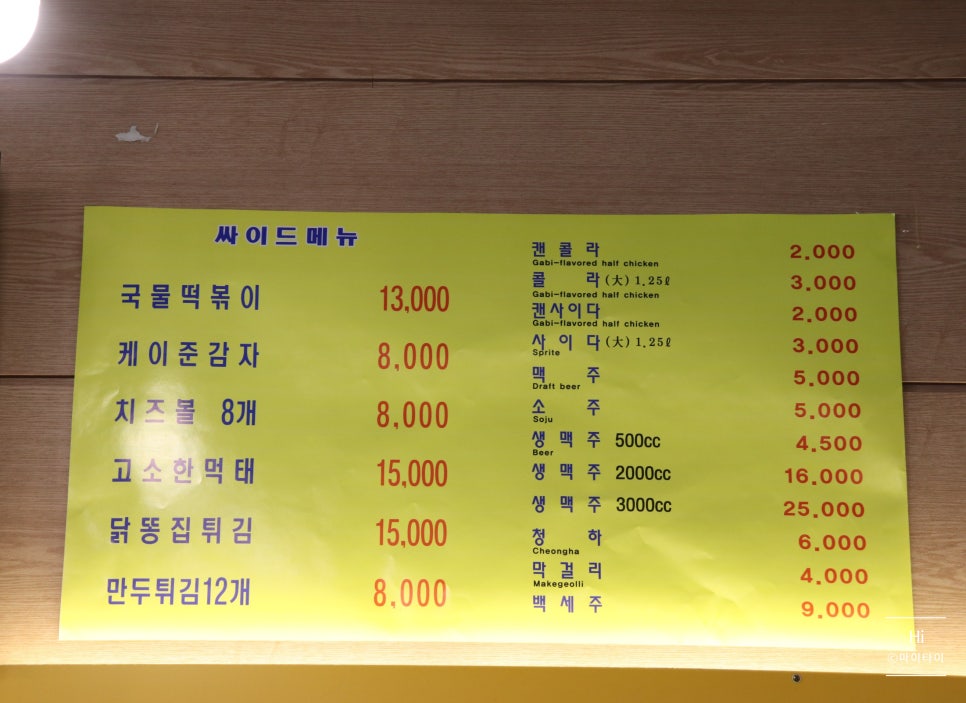 싸이드메뉴
국물떡볶이 13,000
케이준감자 8,000
치즈볼 8개 8,000
고소한먹태 15,000
닭똥집튀김 15,000
만두튀김12개 8,000
캔콜라 2.000
Gabi-flavored half chicken
콜라(大)1.25ℓ 3.000
Gabi-flavored half chicken
캔사이다 2.000
Gabi-flavored half chicken
사이다(大)1.25ℓ 3.000
Sprite
맥주 5.000
Draft beer
소주 5.000
Soju
생맥주 500cc 4.500
Beer
생맥주 2000cc 16.000
생맥주 3000cc 25.000
청하 6.000
Cheongha
막걸리 4.000
Makegeolli
백세주 9.000
Hi
©아이타이